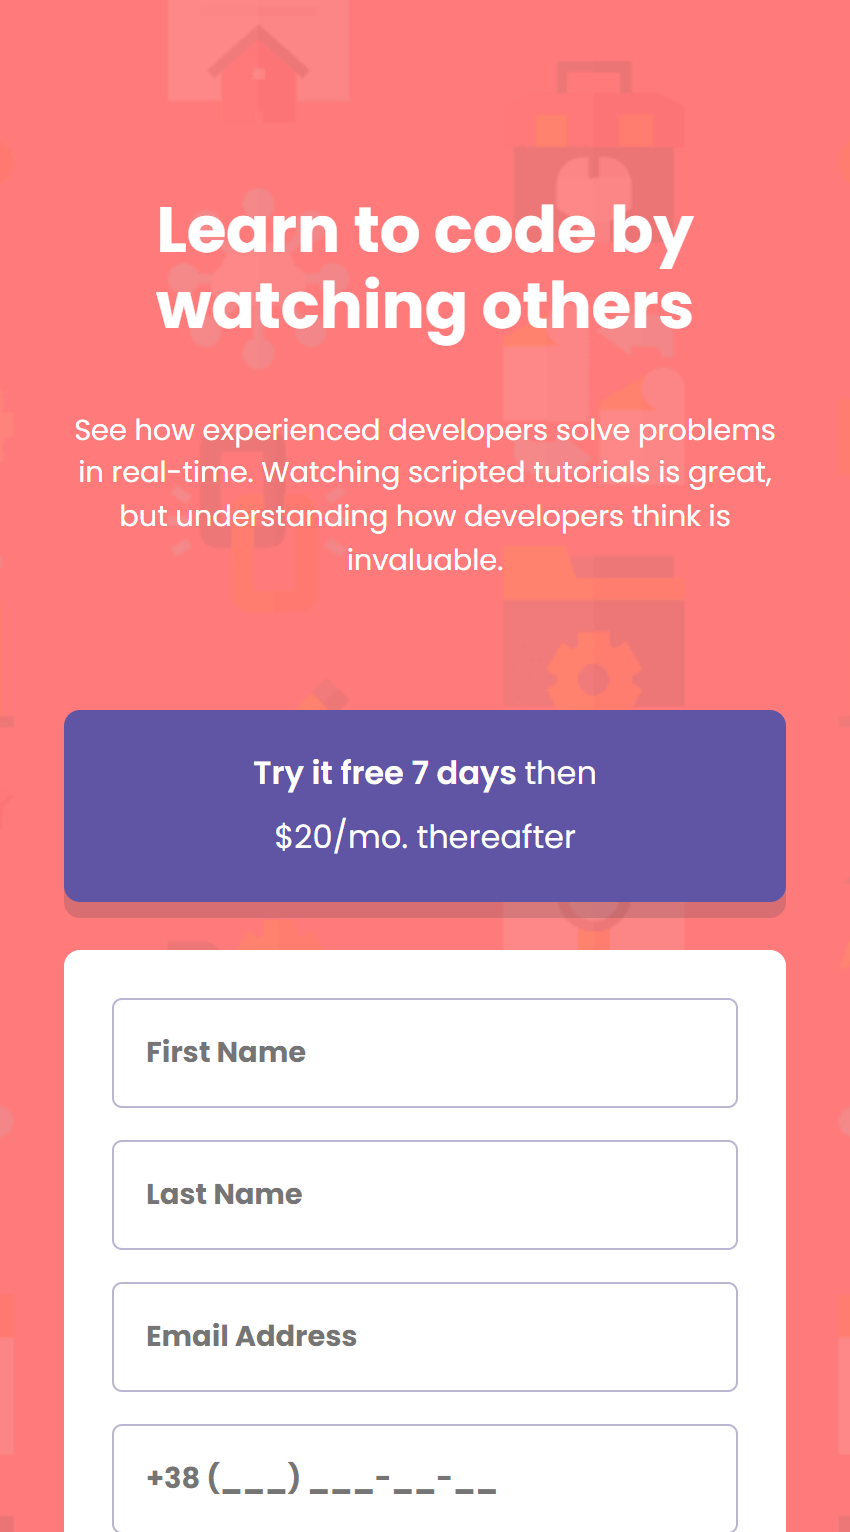 Learn to code by
watching others
See how experienced developers solve problems
in real-time. Watching scripted tutorials is great,
but understanding how developers think is
invaluable.
Try it free 7 days then
$20/mo. thereafter
First Name
Last Name
Email Address
+38 (___) ___-__-__